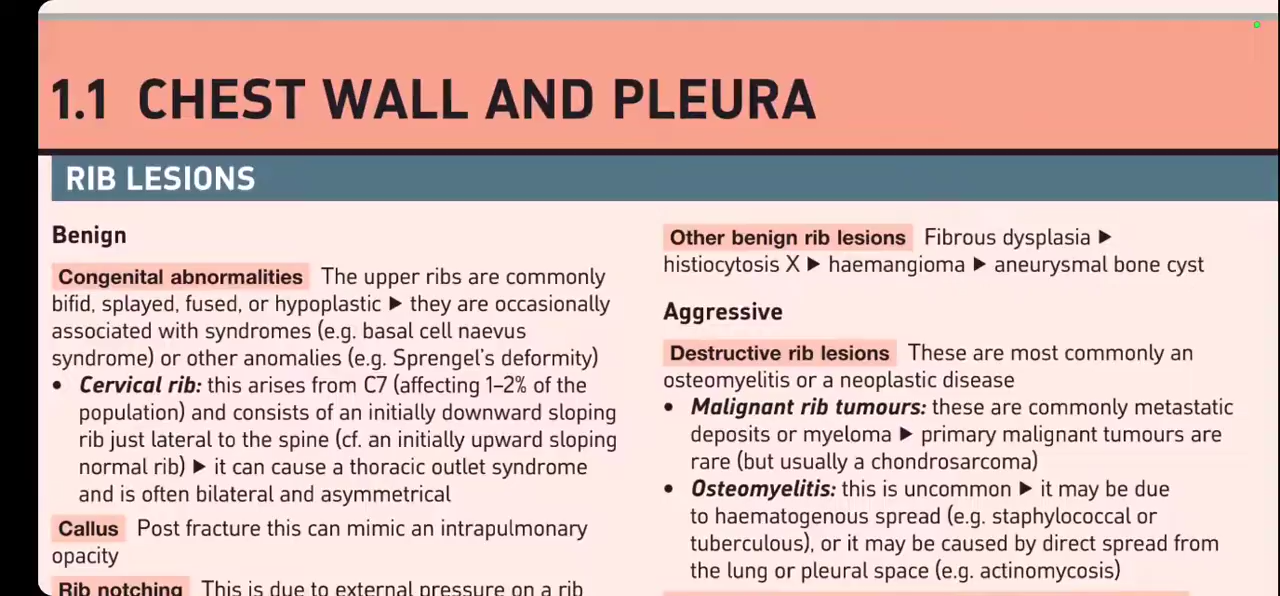 1.1 CHEST WALL AND PLEURA
RIB LESIONS
Benign
Congenital abnormalities The upper ribs are commonly
bifid, splayed, fused, or hypoplastic ▶ they are occasionally
associated with syndromes (e.g. basal cell naevus
syndrome) or other anomalies (e.g. Sprengel's deformity)
• Cervical rib: this arises from C7 (affecting 1–2% of the
population) and consists of an initially downward sloping
rib just lateral to the spine (cf. an initially upward sloping
normal rib) ▶ it can cause a thoracic outlet syndrome
and is often bilateral and asymmetrical
Callus Post fracture this can mimic an intrapulmonary
opacity
Rib notching This is due to external pressure on a rib
Other benign rib lesions Fibrous dysplasia ▶
histiocytosis X ▶ haemangioma ▶ aneurysmal bone cyst
Aggressive
Destructive rib lesions These are most commonly an
osteomyelitis or a neoplastic disease
• Malignant rib tumours: these are commonly metastatic
deposits or myeloma ▶ primary malignant tumours are
rare (but usually a chondrosarcoma)
• Osteomyelitis: this is uncommon ▶ it may be due
to haematogenous spread (e.g. staphylococcal or
tuberculous), or it may be caused by direct spread from
the lung or pleural space (e.g. actinomycosis)